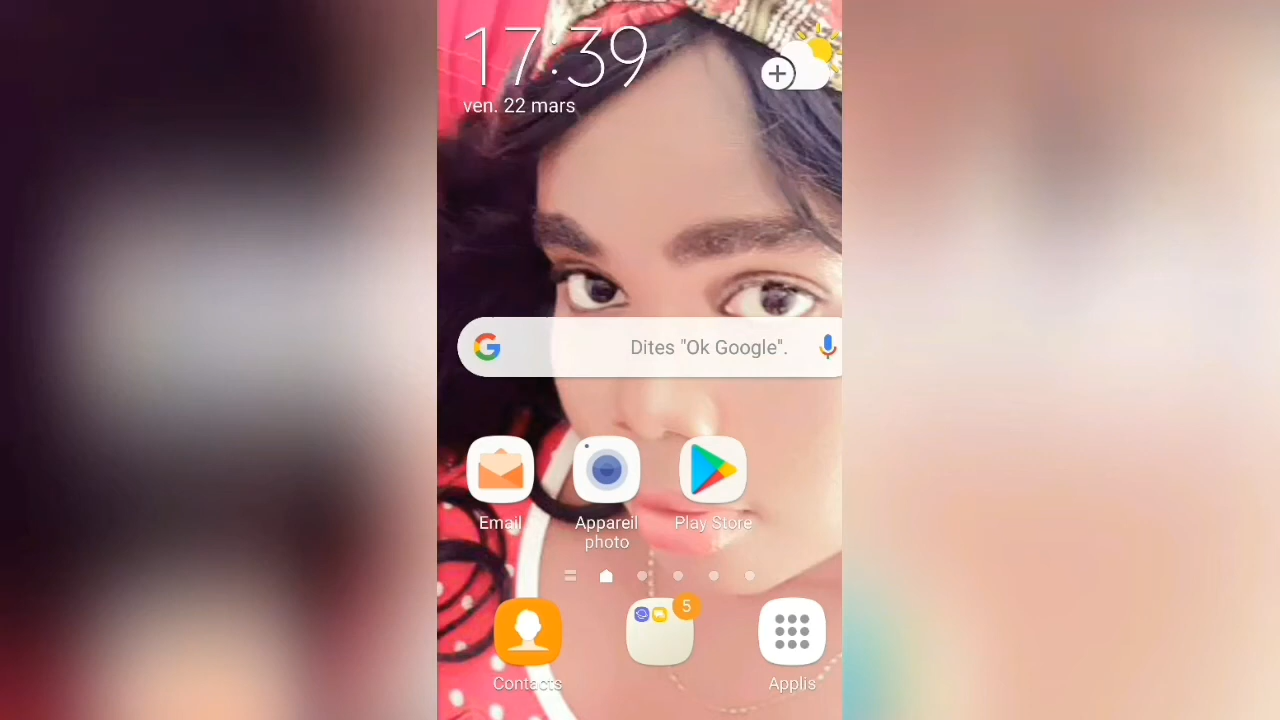 17:39
ven. 22 mars
Dites "Ok Google".
Email
Appareil
photo
Play Store
5
Contacts
Applis